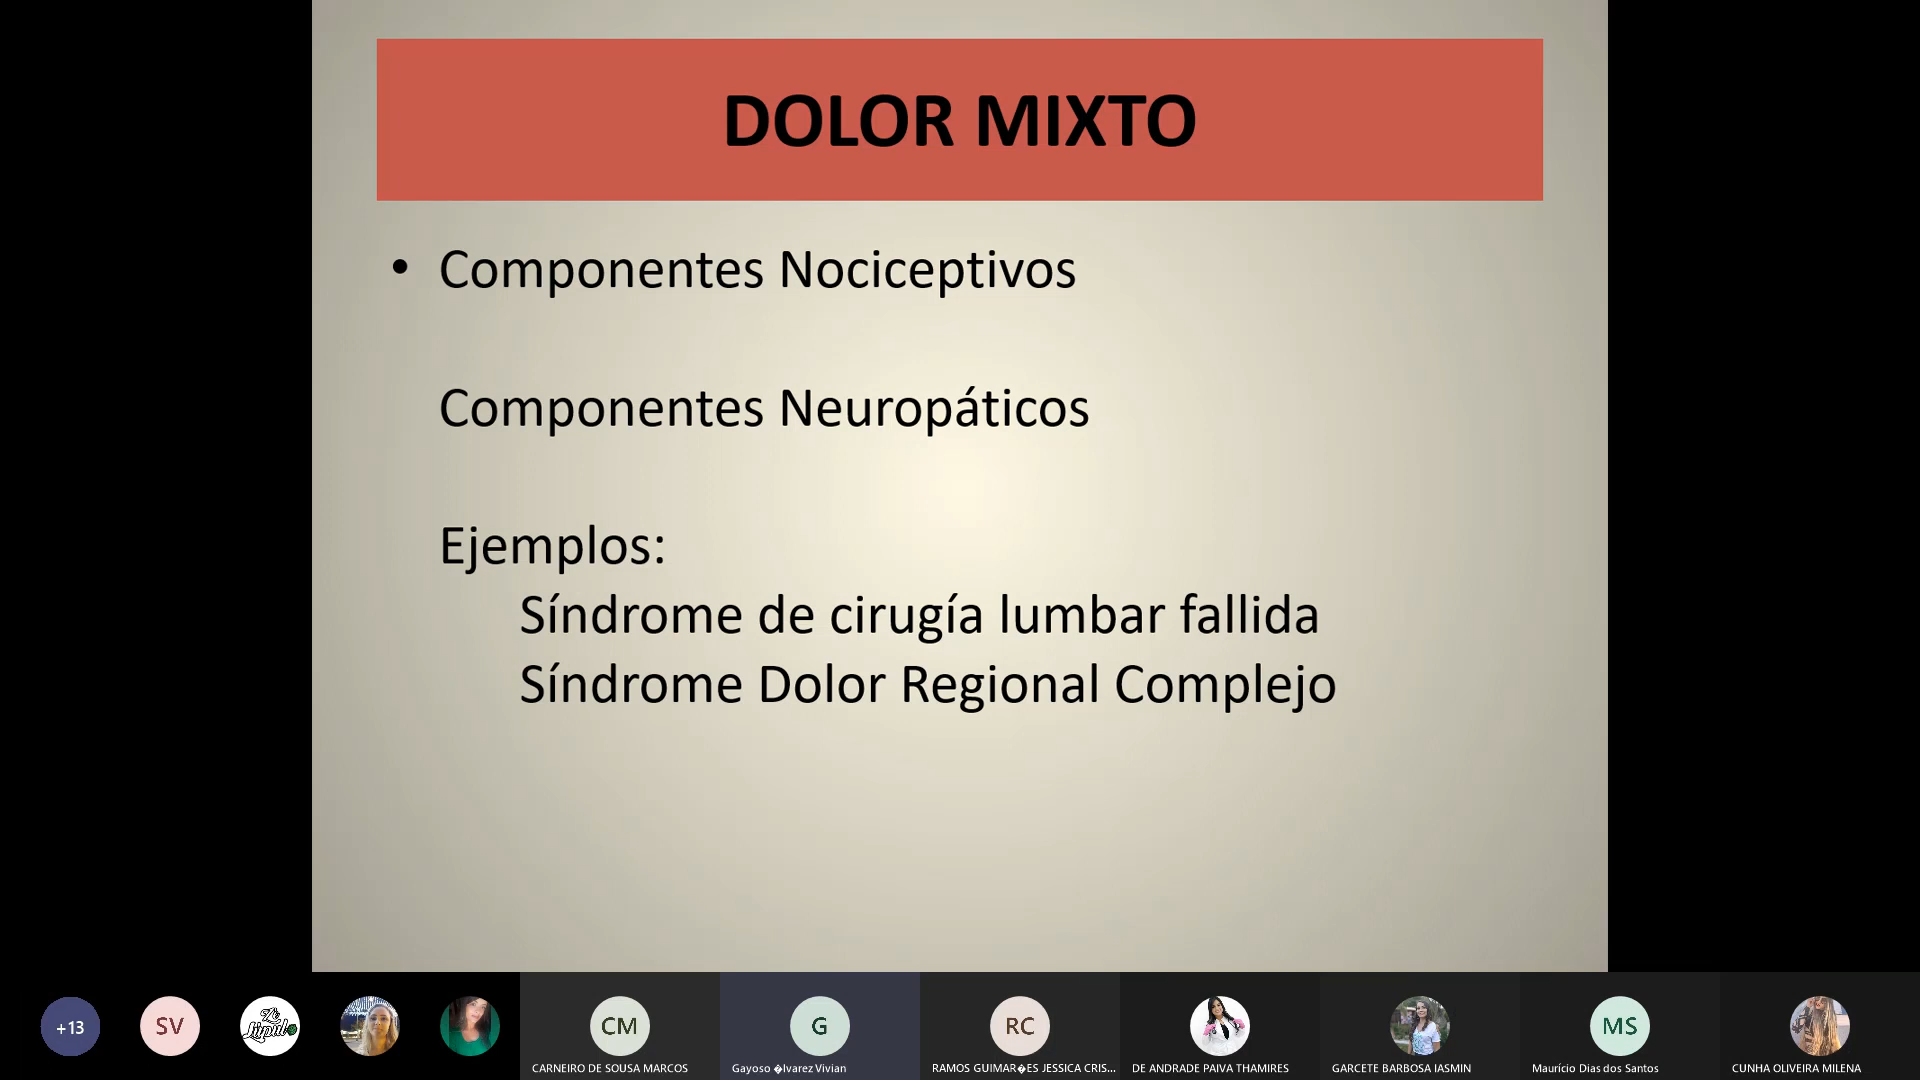 DOLOR MIXTO
• Componentes Nociceptivos
Componentes Neuropáticos
Ejemplos:
Síndrome de cirugía lumbar fallida
Síndrome Dolor Regional Complejo
+13
SV
CM
G
RC
MS
CARNEIRO DE SOUSA MARCOS
Gayoso �lvarez Vivian
RAMOS GUIMAR�ES JESSICA CRIS...
DE ANDRADE PAIVA THAMIRES
GARCETE BARBOSA IASMIN
Maurício Dias dos Santos
CUNHA OLIVEIRA MILENA